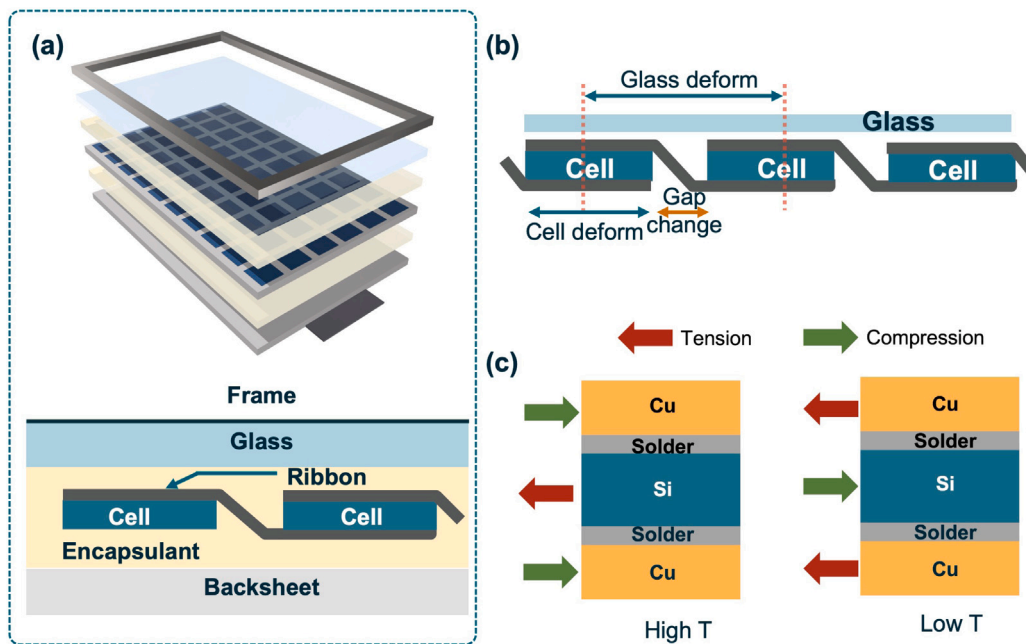 (a)
Frame
Glass
Ribbon
Cell
Cell
Encapsulant
Backsheet
(b)
Glass deform
Glass
Cell
Cell
Cell
Gap
change
Cell deform
Tension
Compression
(c)
Cu
Solder
Si
Solder
Cu
High T
Cu
Solder
Si
Solder
Cu
Low T